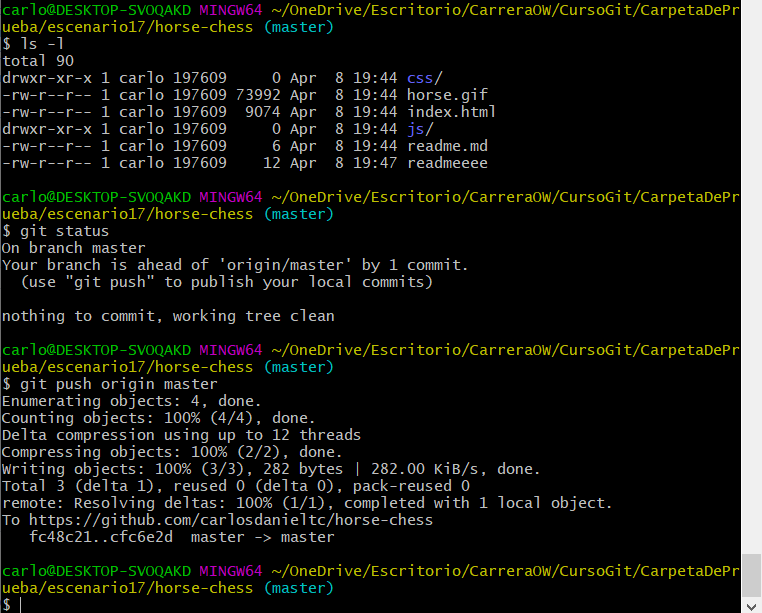 carlo@DESKTOP-SVOQAKD MINGW64 ~/OneDrive/Escritorio/CarreraOW/CursoGit/CarpetaDePr
ueba/escenario17/horse-chess (master)
$ ls -l
total 90
drwxr-xr-x 1 carlo 197609     0 Apr  8 19:44 css/
-rw-r--r-- 1 carlo 197609 73992 Apr  8 19:44 horse.gif
-rw-r--r-- 1 carlo 197609  9074 Apr  8 19:44 index.html
drwxr-xr-x 1 carlo 197609     0 Apr  8 19:44 js/
-rw-r--r-- 1 carlo 197609     6 Apr  8 19:44 readme.md
-rw-r--r-- 1 carlo 197609    12 Apr  8 19:47 readmeeee
carlo@DESKTOP-SVOQAKD MINGW64 ~/OneDrive/Escritorio/CarreraOW/CursoGit/CarpetaDePr
ueba/escenario17/horse-chess (master)
$ git status
On branch master
Your branch is ahead of 'origin/master' by 1 commit.
  (use "git push" to publish your local commits)
nothing to commit, working tree clean
carlo@DESKTOP-SVOQAKD MINGW64 ~/OneDrive/Escritorio/CarreraOW/CursoGit/CarpetaDePr
ueba/escenario17/horse-chess (master)
$ git push origin master
Enumerating objects: 4, done.
Counting objects: 100% (4/4), done.
Delta compression using up to 12 threads
Compressing objects: 100% (2/2), done.
Writing objects: 100% (3/3), 282 bytes | 282.00 KiB/s, done.
Total 3 (delta 1), reused 0 (delta 0), pack-reused 0
remote: Resolving deltas: 100% (1/1), completed with 1 local object.
To https://github.com/carlosdanieltc/horse-chess
   fc48c21..cfc6e2d  master -> master
carlo@DESKTOP-SVOQAKD MINGW64 ~/OneDrive/Escritorio/CarreraOW/CursoGit/CarpetaDePr
ueba/escenario17/horse-chess (master)
$